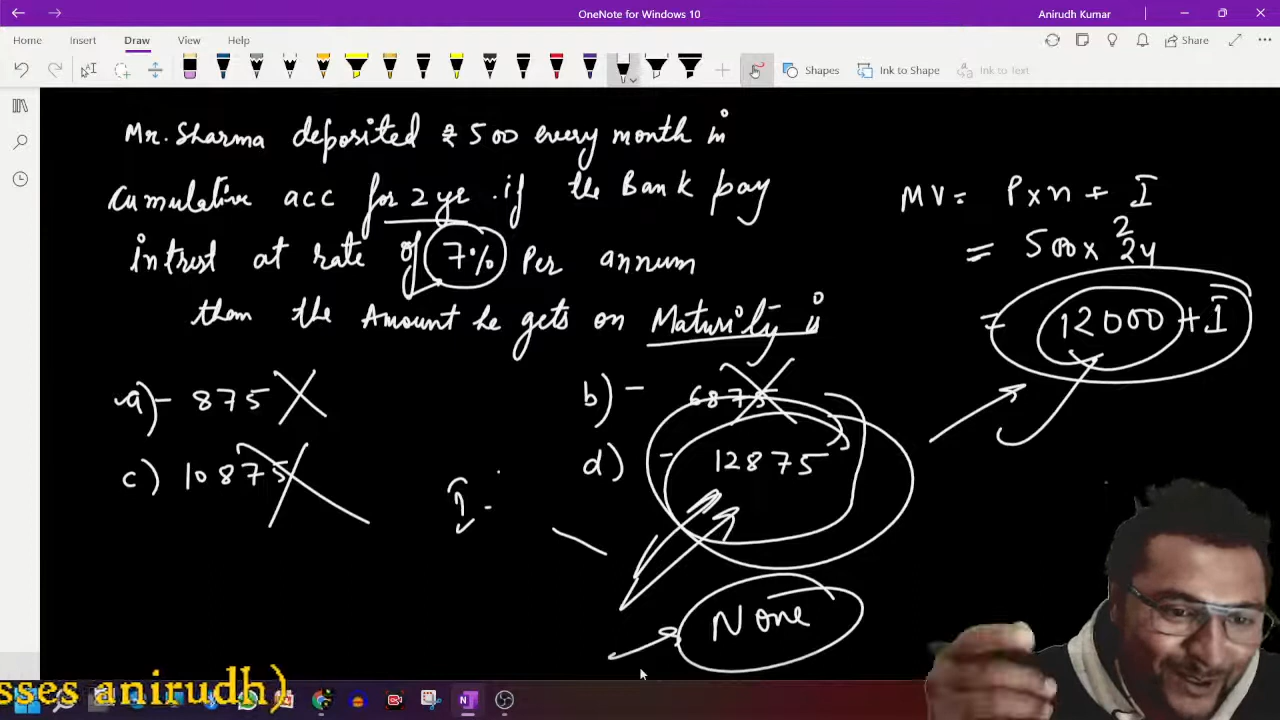 OneNote for Windows 10
Anirudh Kumar
Home Insert Draw View Help
Share
Shapes
Ink to Shape
Ink to Text
Mr. Sharma deposited ₹ 500 every month in
Cumulative acc for 2 yr . if the Bank pay
intrest at rate of 7% Per annum
then the Amount he gets on Maturity is
a) - 875
b) - 6875
c) 10875
d) - 12875
I -
None
MV = P x n + I
= 500 x 24
2
= 12000 + I
sses anirudh)